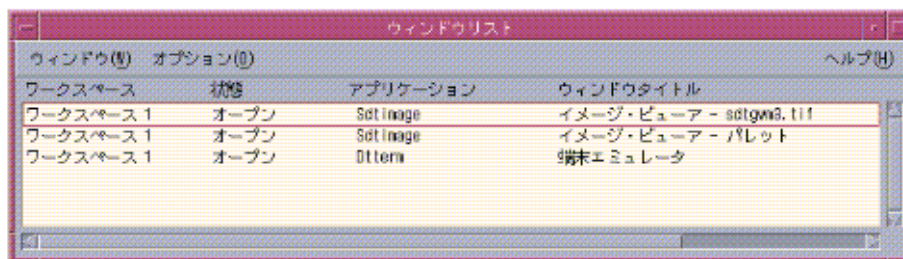 ウィンドウリスト
ウィンドウ(W) オプション(O) ヘルプ(H)
ワークスペース 状態 アプリケーション ウィンドウタイトル
ワークスペース 1 オープン SdtImage イメージ・ビューア - sdtgwm3.tif
ワークスペース 1 オープン SdtImage イメージ・ビューア - パレット
ワークスペース 1 オープン Dtterm 端末エミュレータ